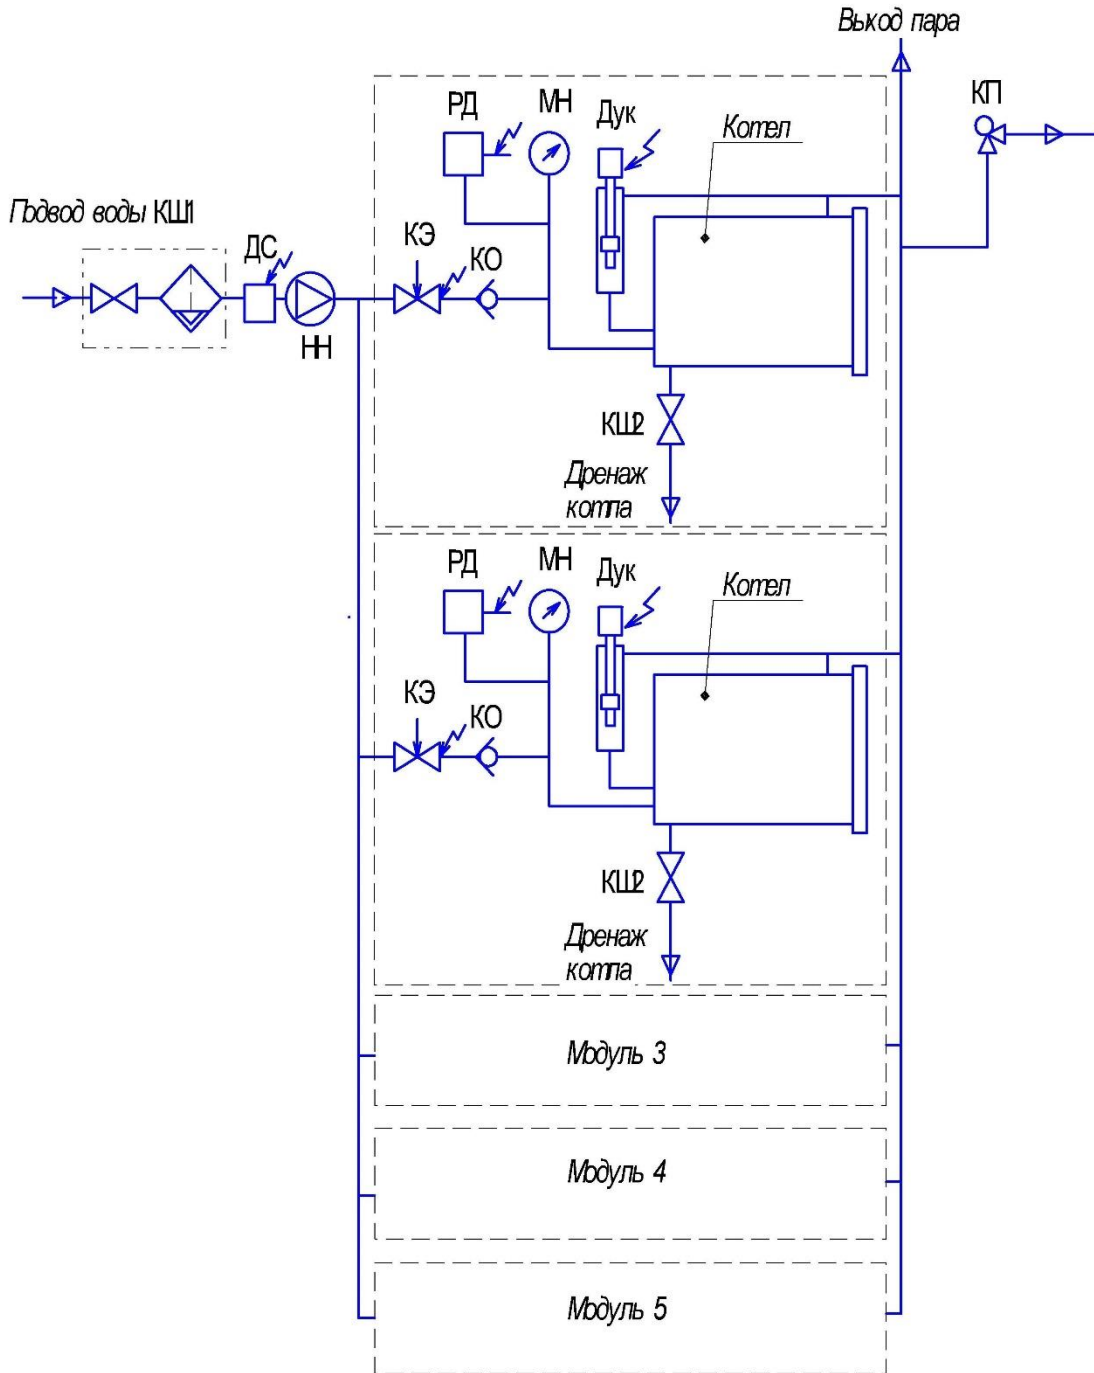 Выход пара
КП
РД
МН
Дук
Котел
Подвод воды КШ1
ДС
КЭ
КО
НН
КШ2
Дренаж
котла
РД
МН
Дук
Котел
КЭ
КО
КШ2
Дренаж
котла
Модуль 3
Модуль 4
Модуль 5